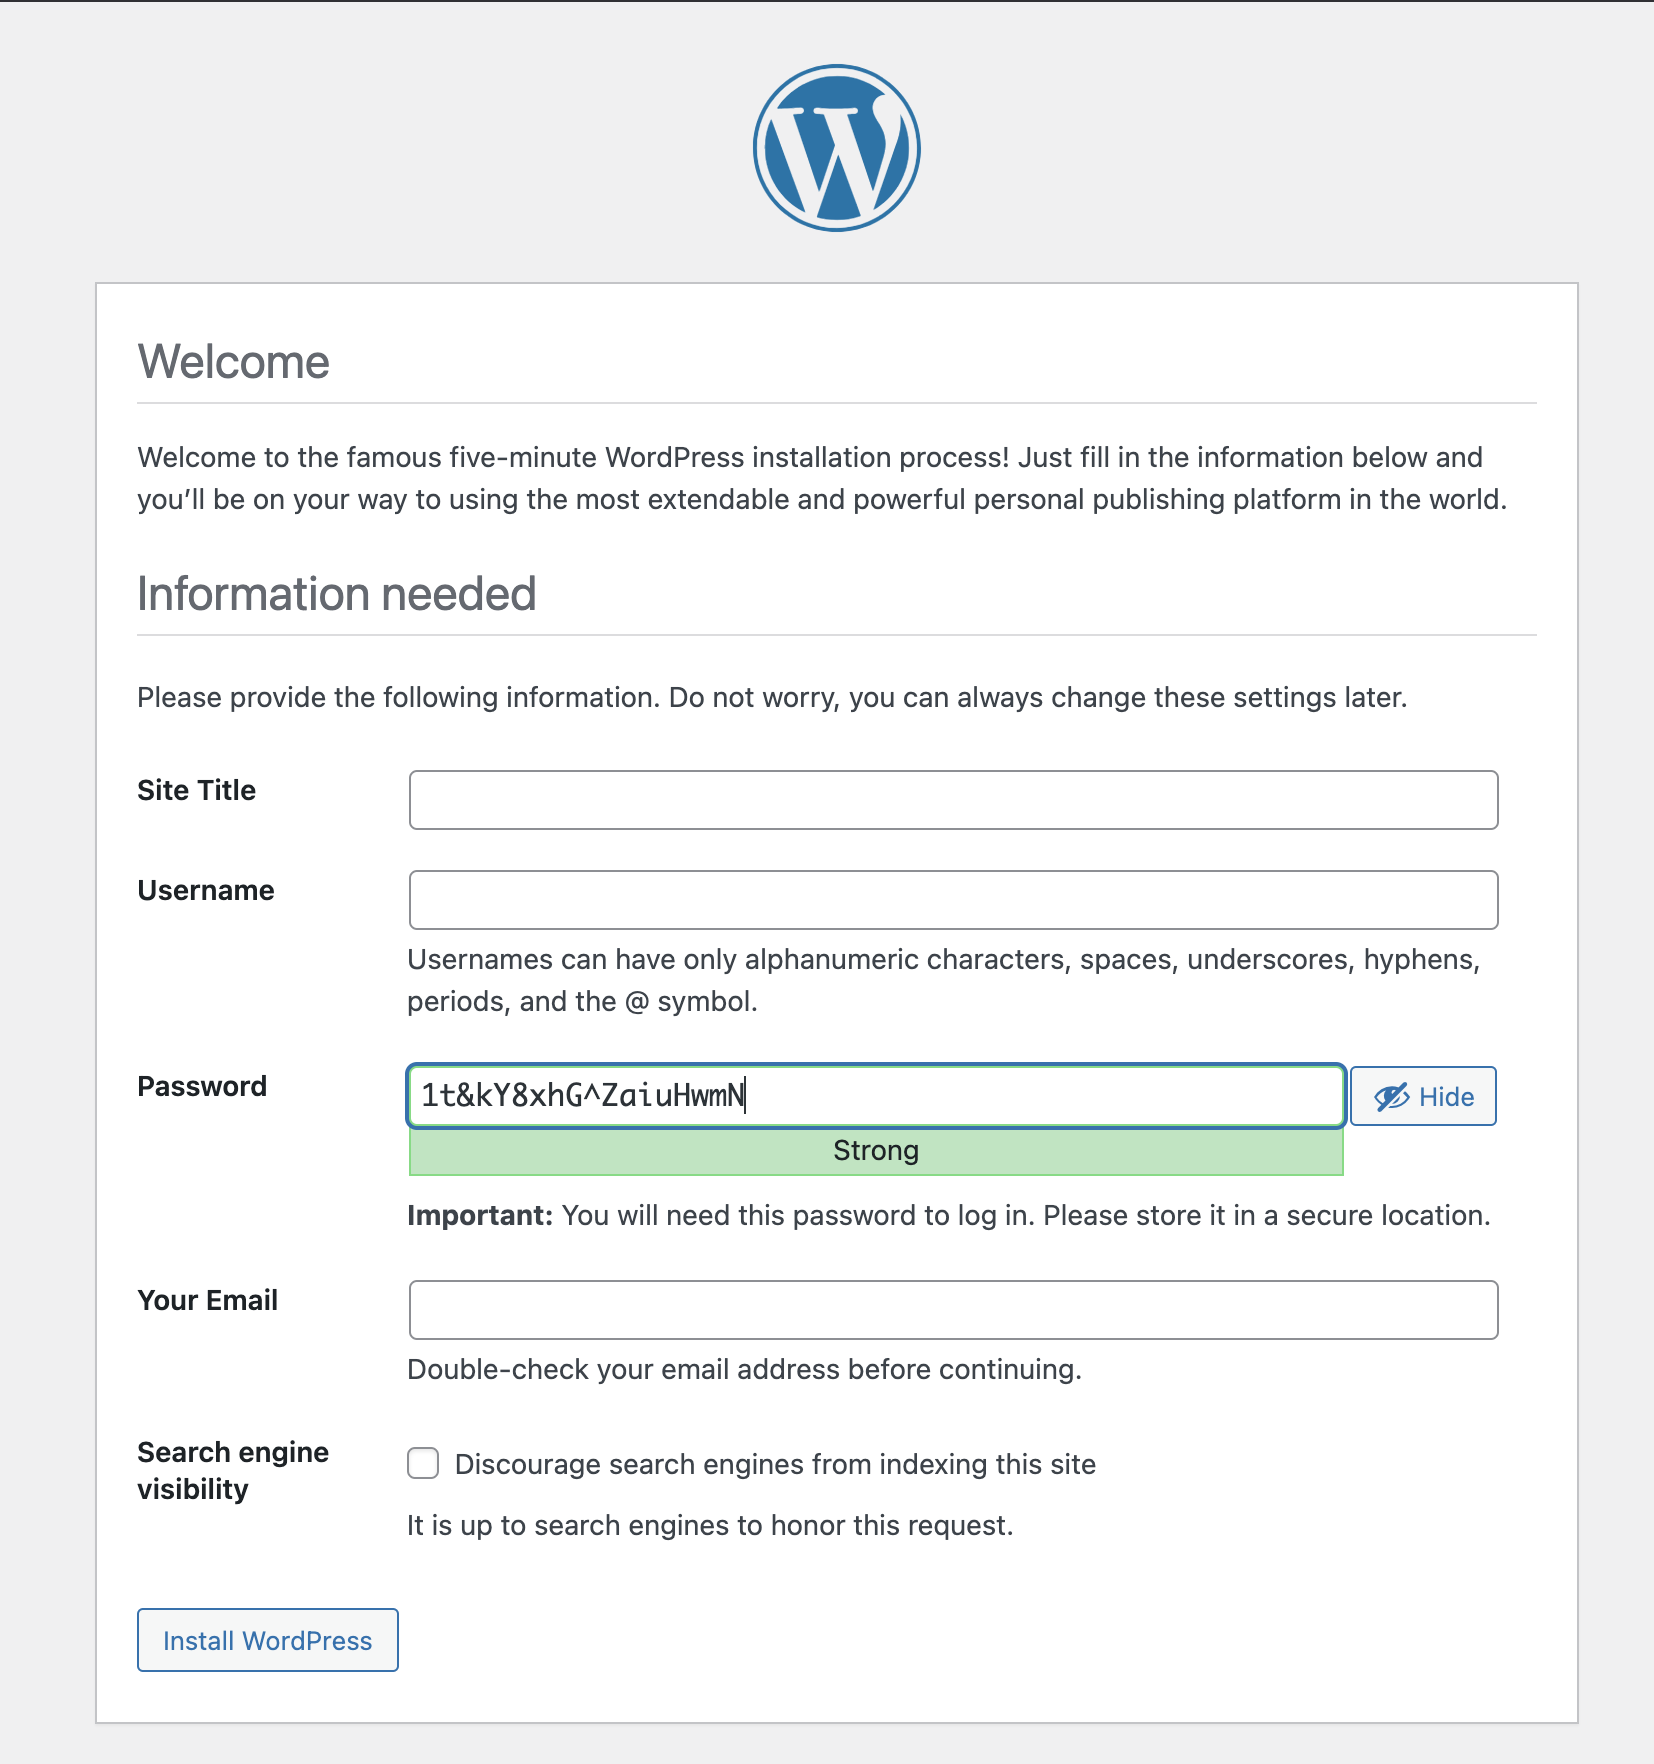 Welcome
Welcome to the famous five-minute WordPress installation process! Just fill in the information below and
you’ll be on your way to using the most extendable and powerful personal publishing platform in the world.
Information needed
Please provide the following information. Do not worry, you can always change these settings later.
Site Title
Username
Usernames can have only alphanumeric characters, spaces, underscores, hyphens,
periods, and the @ symbol.
Password
1t&kY8xhG^ZaiuHwmN
Hide
Strong
Important: You will need this password to log in. Please store it in a secure location.
Your Email
Double-check your email address before continuing.
Search engine
visibility
Discourage search engines from indexing this site
It is up to search engines to honor this request.
Install WordPress